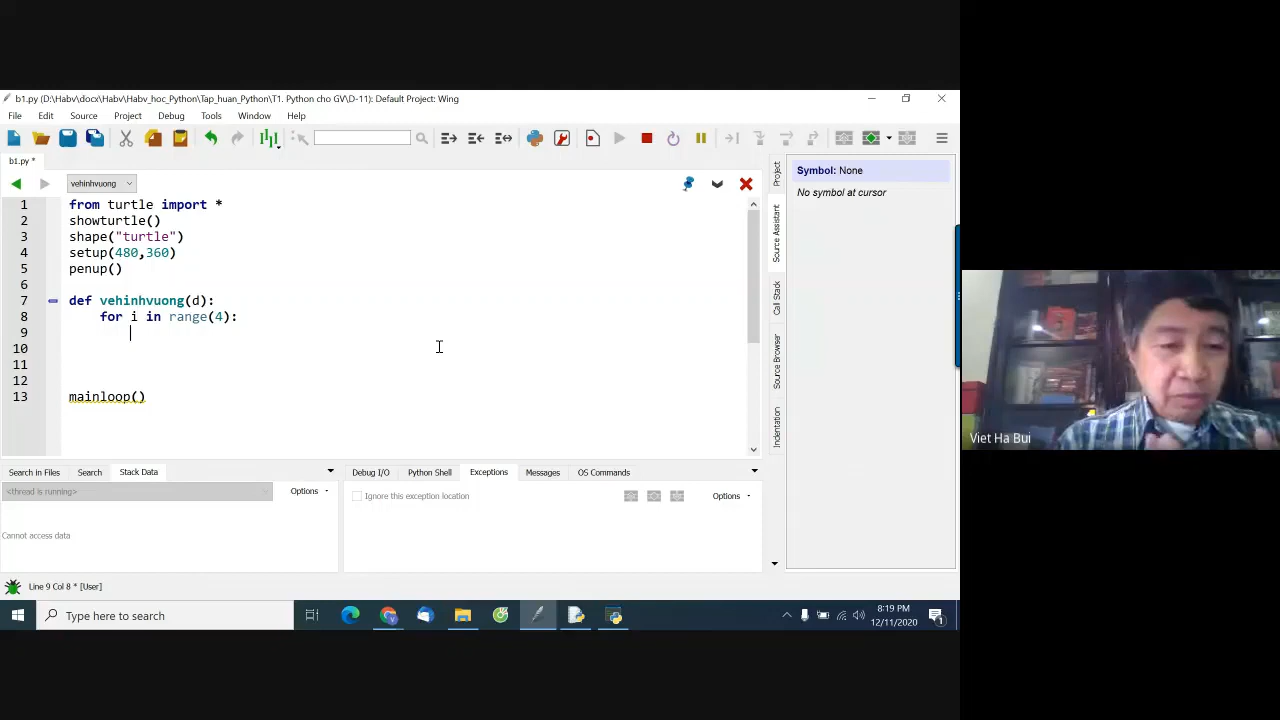 b1.py (D:\Habv\docx\Habv\Habv_hoc_Python\Tap_huan_Python\T1. Python cho GV\D-11): Default Project: Wing
File Edit Source Project Debug Tools Window Help
b1.py *
vehinhvuong
1 from turtle import *
2 showturtle()
3 shape("turtle")
4 setup(480,360)
5 penup()
6
7 def vehinhvuong(d):
8 for i in range(4):
9
10
11
12
13 mainloop()
Project
Source Assistant
Call Stack
Source Browser
Indentation
Symbol: None
No symbol at cursor
Viet Ha Bui
Search in Files Search Stack Data
<thread is running> Options
Cannot access data
Debug I/O Python Shell Exceptions Messages OS Commands
Ignore this exception location Options
Line 9 Col 8 * [User]
Type here to search
8:19 PM
12/11/2020
1